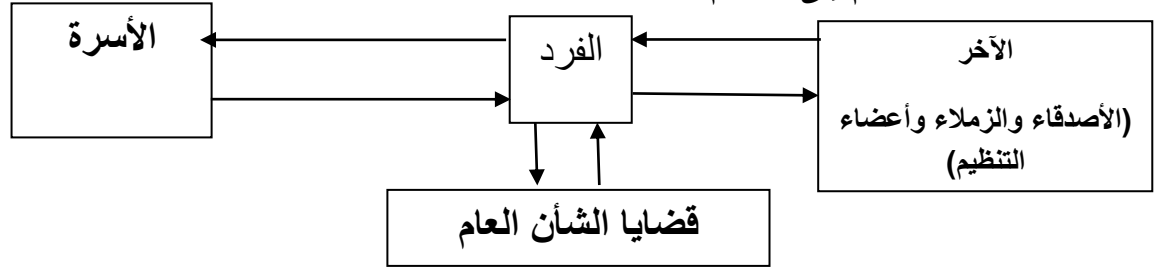 الآخر
(الأصدقاء والزملاء وأعضاء
التنظيم)
الفرد
الأسرة
قضايا الشأن العام